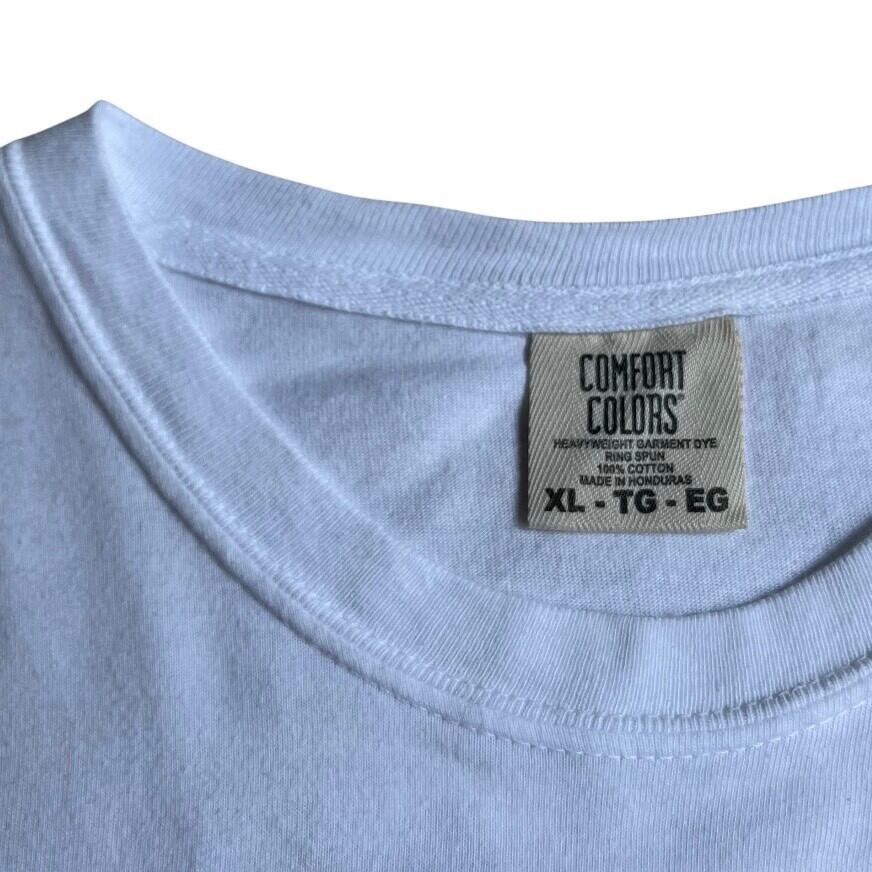 COMFORT
COLORS®
HEAVYWEIGHT GARMENT DYE
RING SPUN
100% COTTON
MADE IN HONDURAS
XL - TG - EG